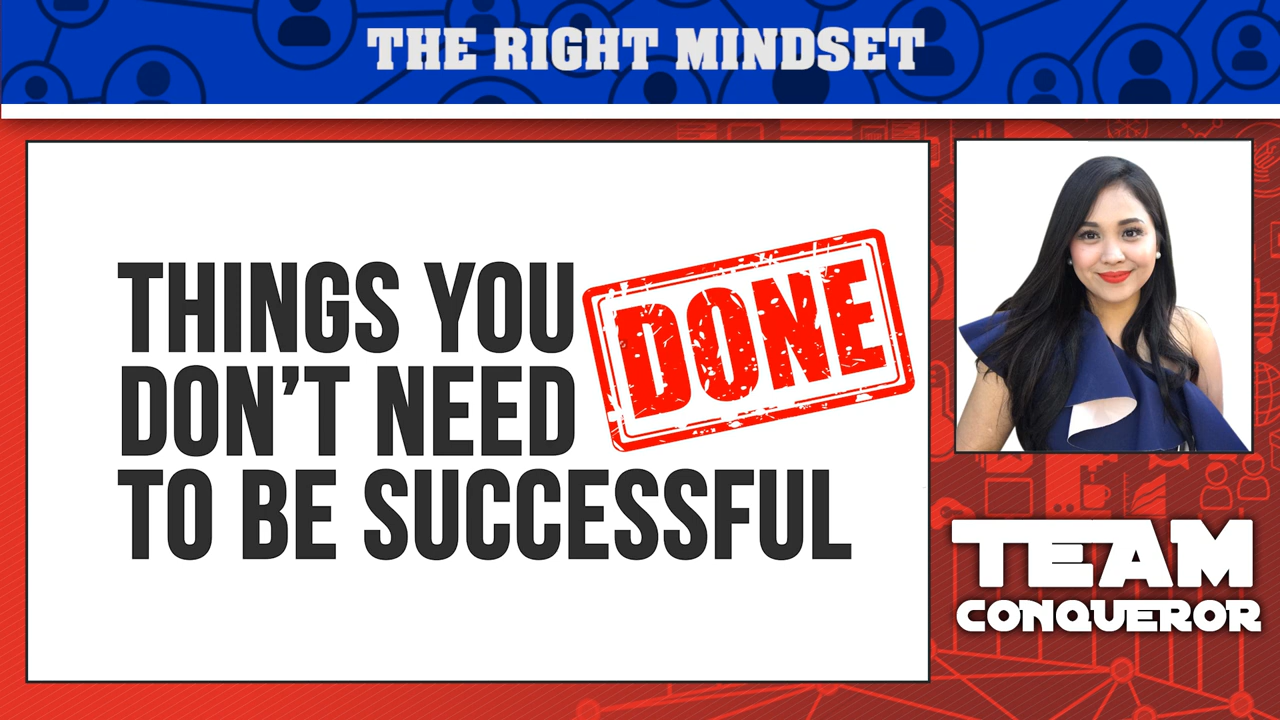 THE RIGHT MINDSET
THINGS YOU
DON'T NEED
TO BE SUCCESSFUL
DONE
TEAM
CONQUEROR